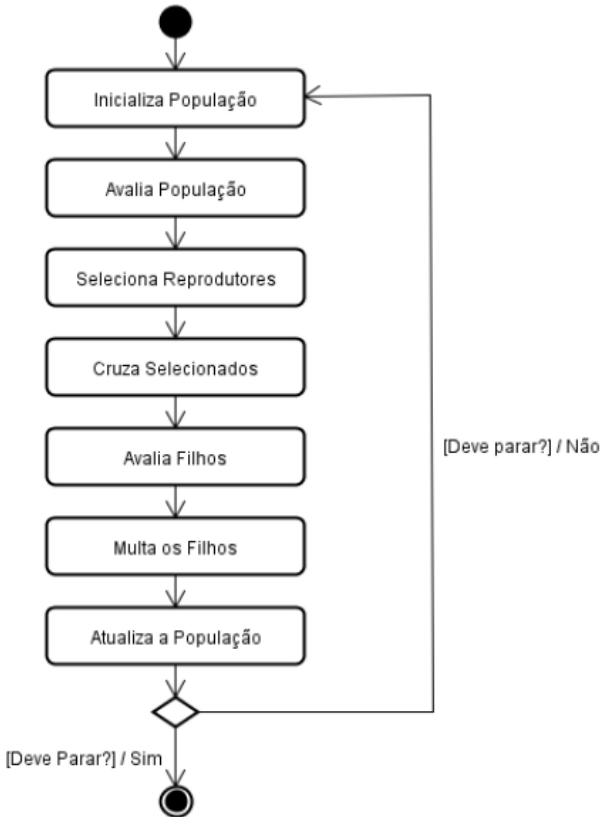 Inicializa População
Avalia População
Seleciona Reprodutores
Cruza Selecionados
Avalia Filhos
[Deve parar?] / Não
Multa os Filhos
Atualiza a População
[Deve Parar?] / Sim